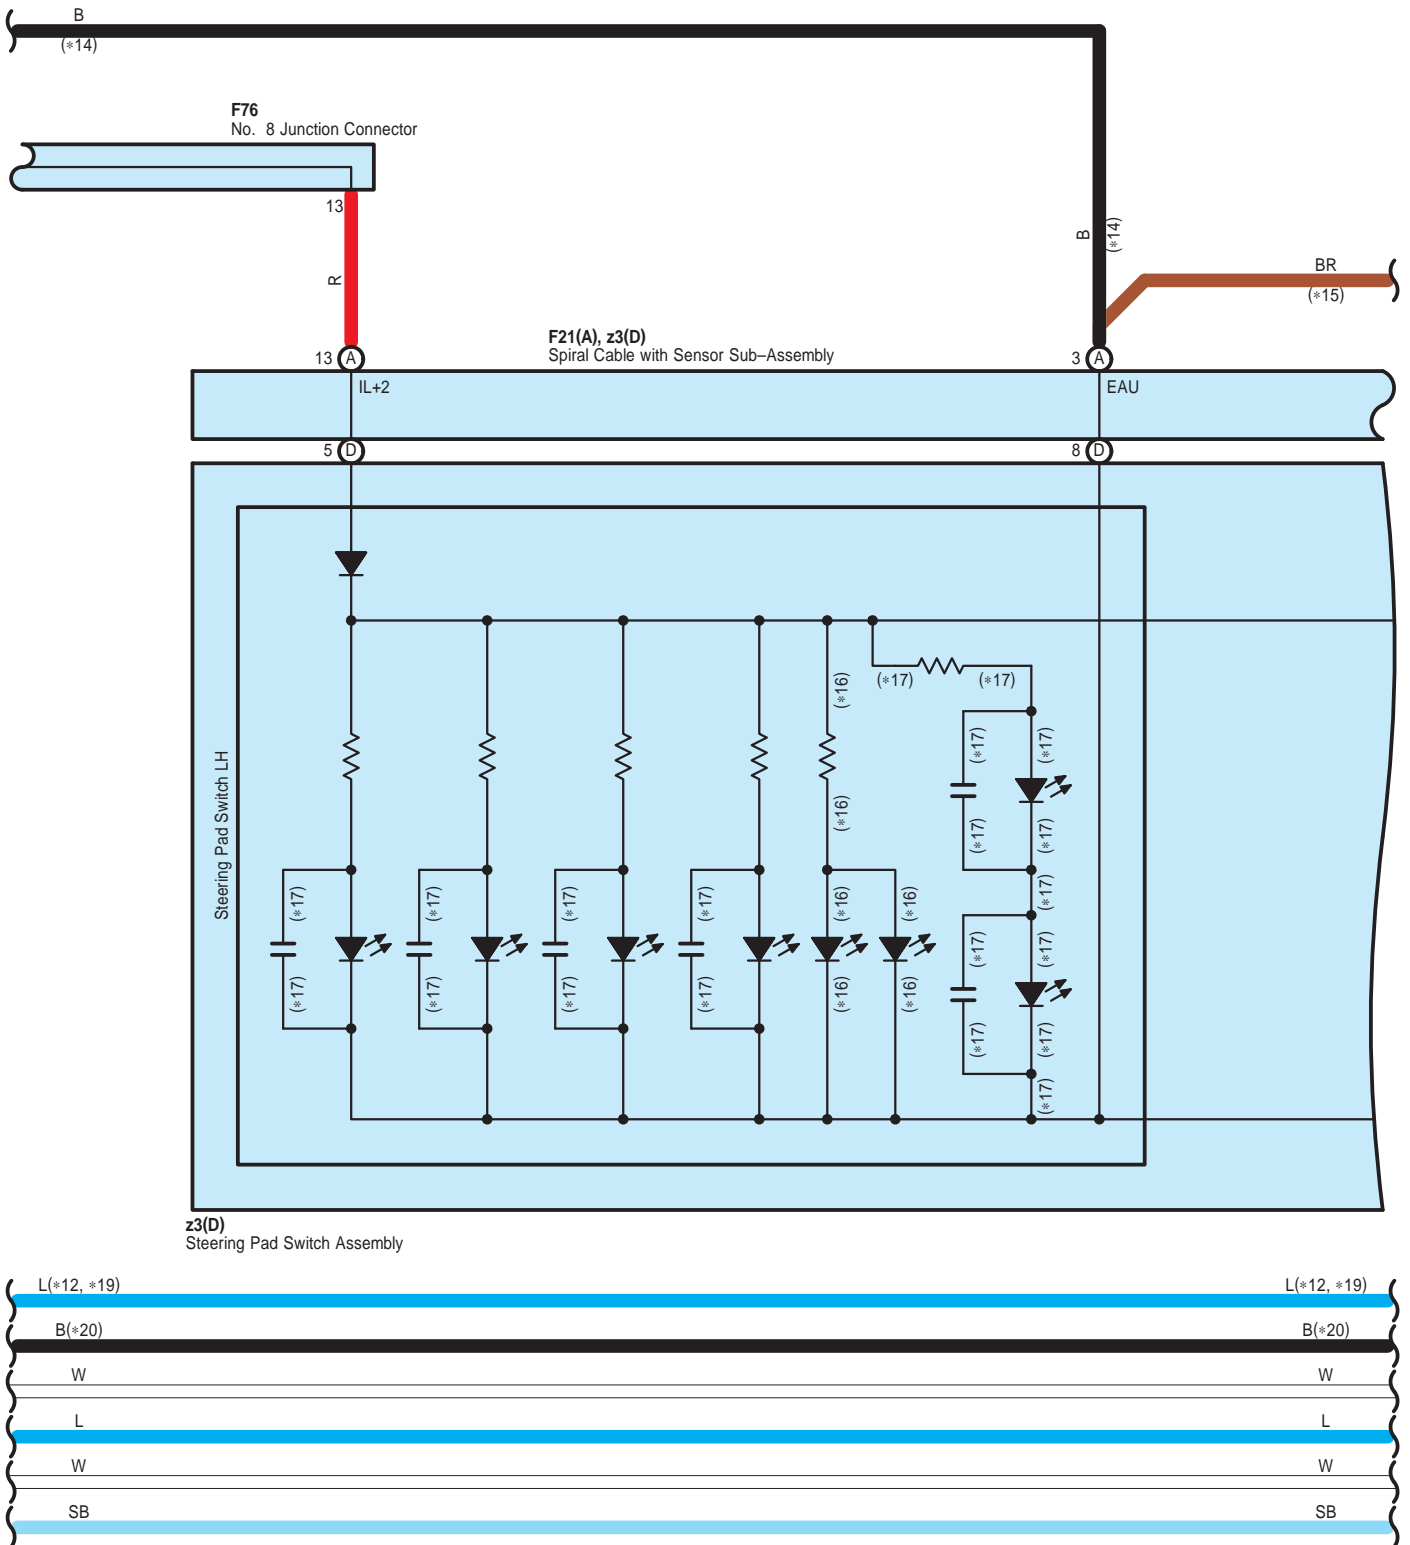 B
(*14)
F76
No. 8 Junction Connector
13
R
B
(*14)
BR
(*15)
F21(A), z3(D)
Spiral Cable with Sensor Sub–Assembly
13 A
3 A
IL+2
EAU
5 D
8 D
Steering Pad Switch LH
(*16)
(*17)
(*17)
(*17)
(*17)
(*16)
(*17)
(*17)
(*17)
(*17)
(*17)
(*17)
(*17)
(*16)
(*16)
(*17)
(*17)
(*17)
(*17)
(*17)
(*17)
(*16)
(*16)
(*17)
(*17)
(*17)
z3(D)
Steering Pad Switch Assembly
L(*12, *19)
L(*12, *19)
B(*20)
B(*20)
W
W
L
L
W
W
SB
SB